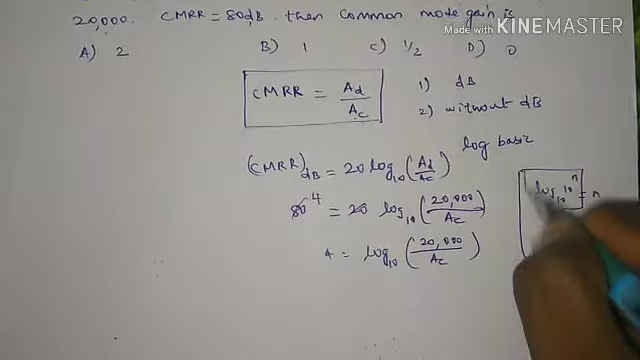 20,000. CMRR = 80dB. then common mode gain is
Made with KINEMASTER
A) 2 B) 1 C) 1/2 D) 0
CMRR = Ad/Ac
1) dB
2) without dB
log basic
(CMRR)dB = 20 log10 (Ad/Ac)
80 4 = 20 log10 (20,000/Ac)
log10 10^n = n
4 = log10 (20,000/Ac)